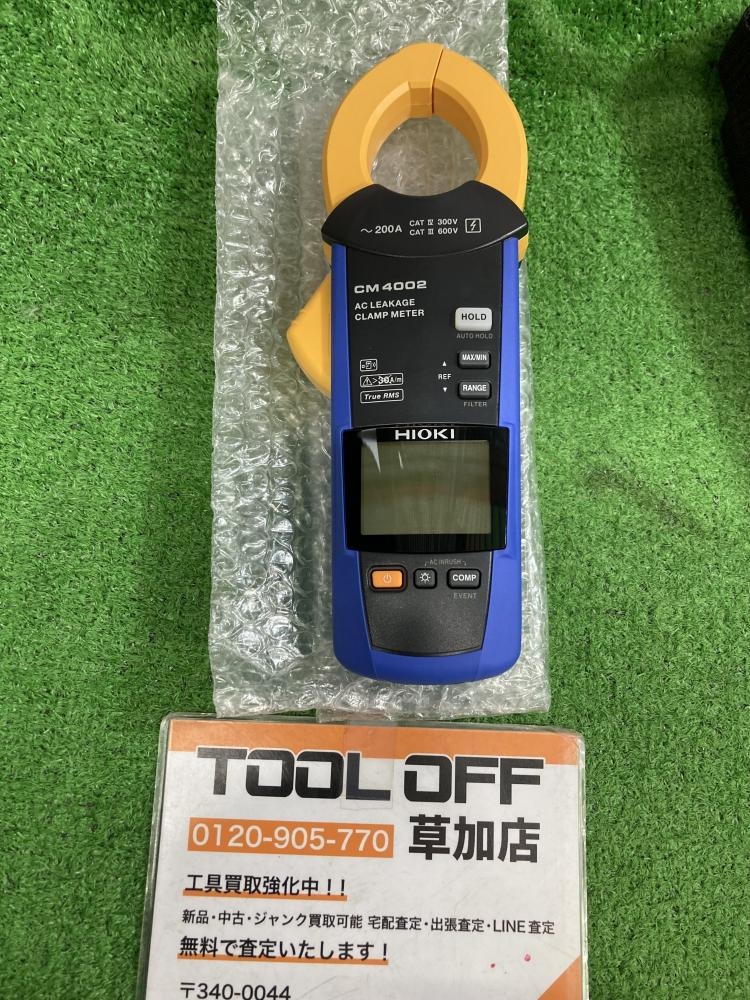 ～200A
CAT Ⅳ 300V
CAT Ⅲ 600V
CM4002
AC LEAKAGE
CLAMP METER
HOLD
AUTO HOLD
MAX/MIN
▲
REF
▼
RANGE
FILTER
True RMS
HIOKI
AC INRUSH
COMP
EVENT
TOOL OFF
0120-905-770 草加店
工具買取強化中！！
新品・中古・ジャンク買取可能 宅配査定・出張査定・LINE査定
無料で査定いたします！
〒340-0044